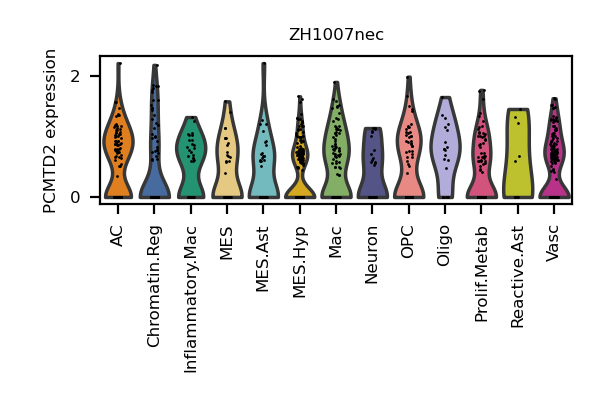 ZH1007nec
PCMTD2 expression
2
0
AC
Chromatin.Reg
Inflammatory.Mac
MES
MES.Ast
MES.Hyp
Mac
Neuron
OPC
Oligo
Prolif.Metab
Reactive.Ast
Vasc